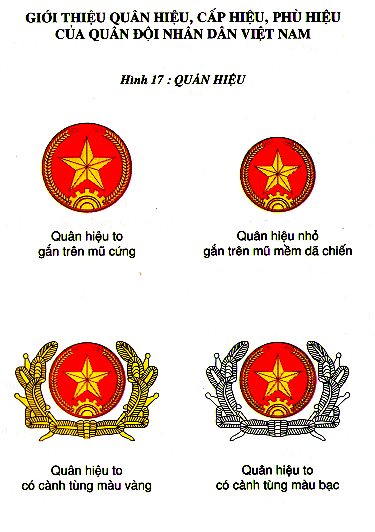 GIỚI THIỆU QUÂN HIỆU, CẤP HIỆU, PHÙ HIỆU
CỦA QUÂN ĐỘI NHÂN DÂN VIỆT NAM
Hình 17 : QUÂN HIỆU
Quân hiệu to
gắn trên mũ cứng
Quân hiệu nhỏ
gắn trên mũ mềm dã chiến
Quân hiệu to
có cành tùng màu vàng
Quân hiệu to
có cành tùng màu bạc